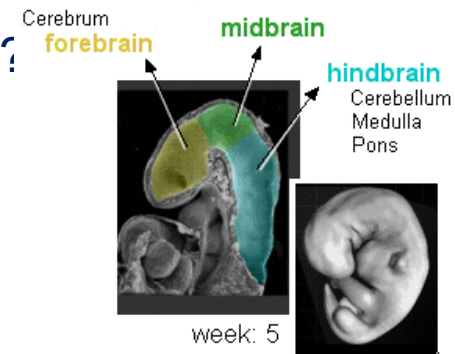 Cerebrum
forebrain
midbrain
?
hindbrain
Cerebellum
Medulla
Pons
week: 5